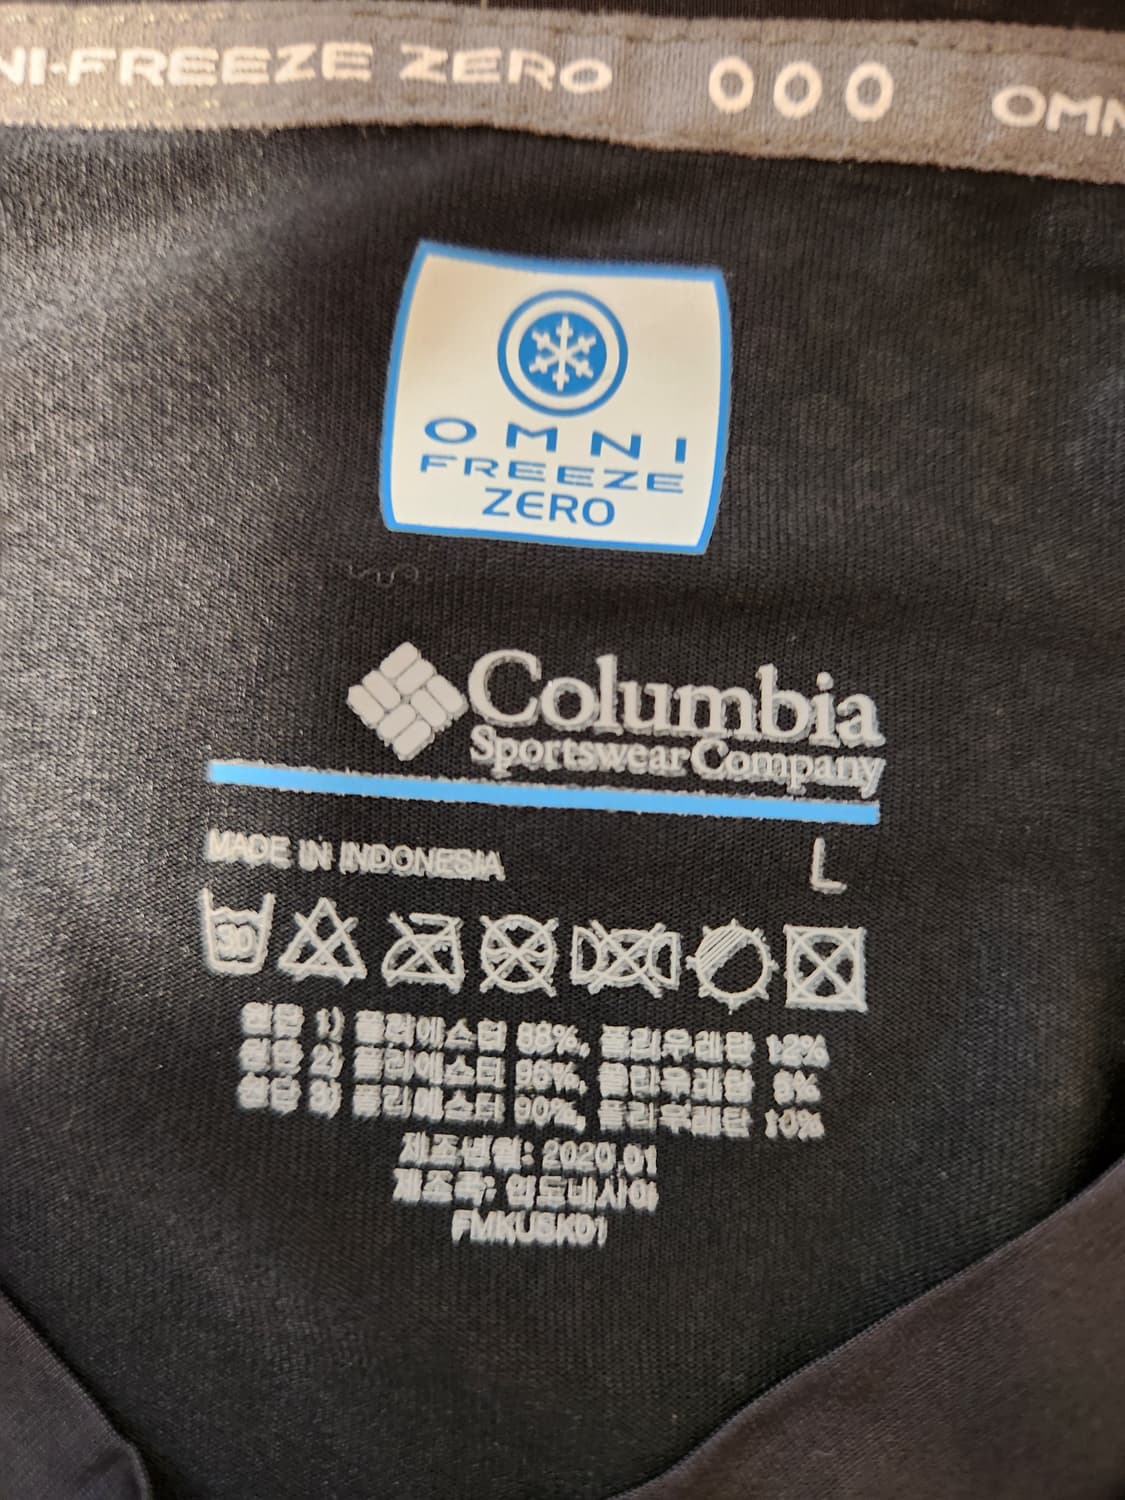 NI-FREEZE ZERO 000 OMN
OMNI
FREEZE
ZERO
Columbia
Sportswear Company
MADE IN INDONESIA L
30
원단 1) 폴리에스터 88%, 폴리우레탄 12%
원단 2) 폴리에스터 %, 폴리우레탄 %
원단 3) 폴리에스터 90%, 폴리우레탄 10%
제조년월: 2020.01
제조국: 인도네시아
FMKUSK01